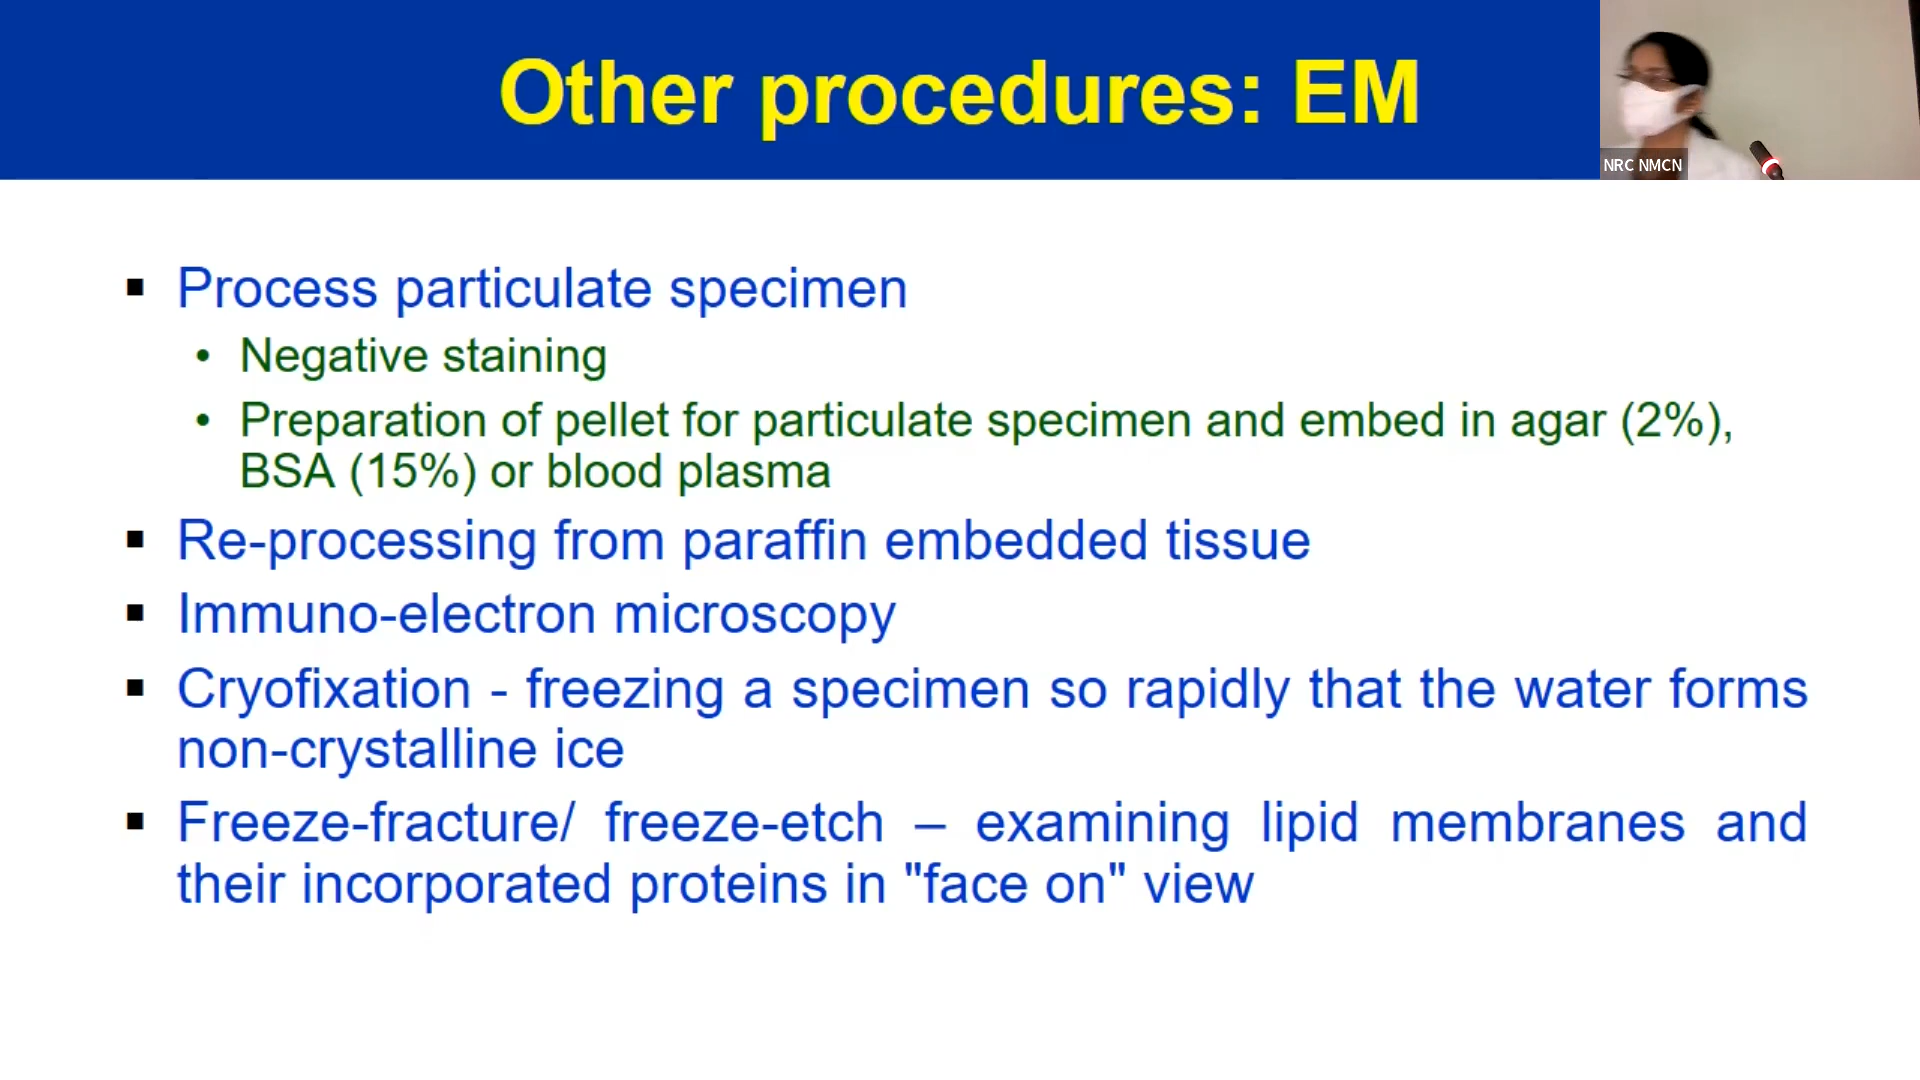 Other procedures: EM
NRC NMCN
▪ Process particulate specimen
• Negative staining
• Preparation of pellet for particulate specimen and embed in agar (2%),
BSA (15%) or blood plasma
▪ Re-processing from paraffin embedded tissue
▪ Immuno-electron microscopy
▪ Cryofixation - freezing a specimen so rapidly that the water forms
non-crystalline ice
▪ Freeze-fracture/ freeze-etch – examining lipid membranes and
their incorporated proteins in "face on" view